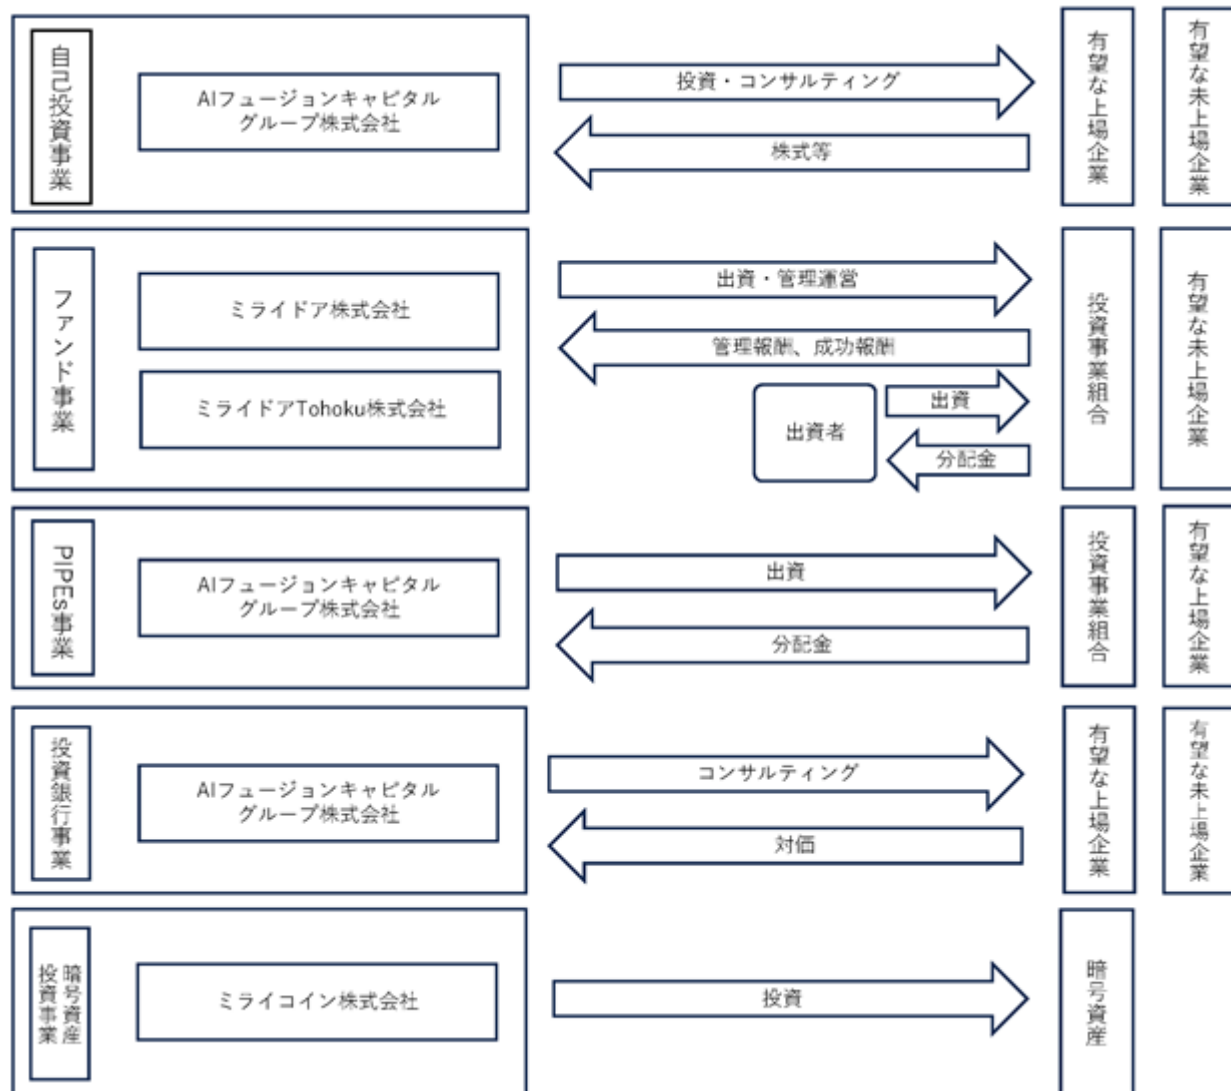 自己投資事業
AIフュージョンキャピタル
グループ株式会社
投資・コンサルティング
株式等
有望な上場企業
有望な未上場企業
ファンド事業
ミライドア株式会社
ミライドアTohoku株式会社
出資・管理運営
管理報酬、成功報酬
出資者
出資
分配金
投資事業組合
有望な未上場企業
PIPEs事業
AIフュージョンキャピタル
グループ株式会社
出資
分配金
投資事業組合
有望な上場企業
投資銀行事業
AIフュージョンキャピタル
グループ株式会社
コンサルティング
対価
有望な上場企業
有望な未上場企業
暗号資産
投資事業
ミライコイン株式会社
投資
暗号資産